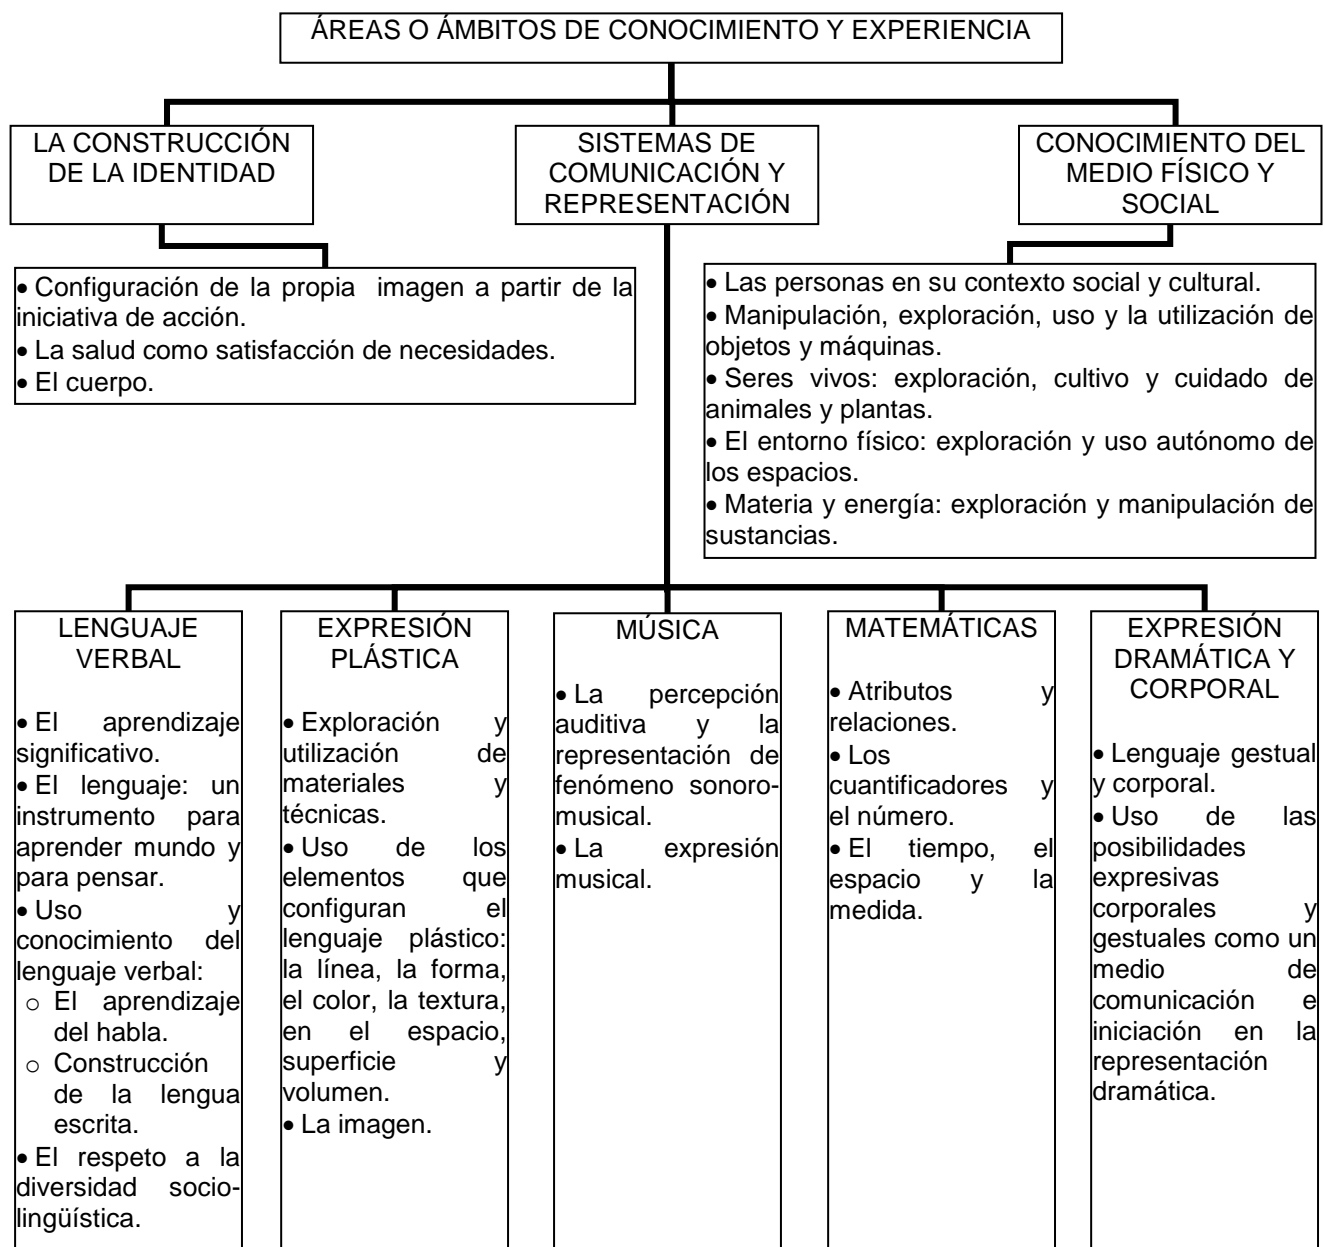 ÁREAS O ÁMBITOS DE CONOCIMIENTO Y EXPERIENCIA
LA CONSTRUCCIÓN
DE LA IDENTIDAD
SISTEMAS DE
COMUNICACIÓN Y
REPRESENTACIÓN
CONOCIMIENTO DEL
MEDIO FÍSICO Y
SOCIAL
• Configuración de la propia imagen a partir de la
iniciativa de acción.
• La salud como satisfacción de necesidades.
• El cuerpo.
• Las personas en su contexto social y cultural.
• Manipulación, exploración, uso y la utilización de
objetos y máquinas.
• Seres vivos: exploración, cultivo y cuidado de
animales y plantas.
• El entorno físico: exploración y uso autónomo de
los espacios.
• Materia y energía: exploración y manipulación de
sustancias.
LENGUAJE
VERBAL
• El aprendizaje
significativo.
• El lenguaje: un
instrumento para
aprender mundo y
para pensar.
• Uso y
conocimiento del
lenguaje verbal:
o El aprendizaje
del habla.
o Construcción
de la lengua
escrita.
• El respeto a la
diversidad socio-
lingüística.
EXPRESIÓN
PLÁSTICA
• Exploración y
utilización de
materiales y
técnicas.
• Uso de los
elementos que
configuran el
lenguaje plástico:
la línea, la forma,
el color, la textura,
en el espacio,
superficie y
volumen.
• La imagen.
MÚSICA
• La percepción
auditiva y la
representación de
fenómeno sonoro-
musical.
• La expresión
musical.
MATEMÁTICAS
• Atributos y
relaciones.
• Los
cuantificadores y
el número.
• El tiempo, el
espacio y la
medida.
EXPRESIÓN
DRAMÁTICA Y
CORPORAL
• Lenguaje gestual
y corporal.
• Uso de las
posibilidades
expresivas
corporales y
gestuales como un
medio de
comunicación e
iniciación en la
representación
dramática.